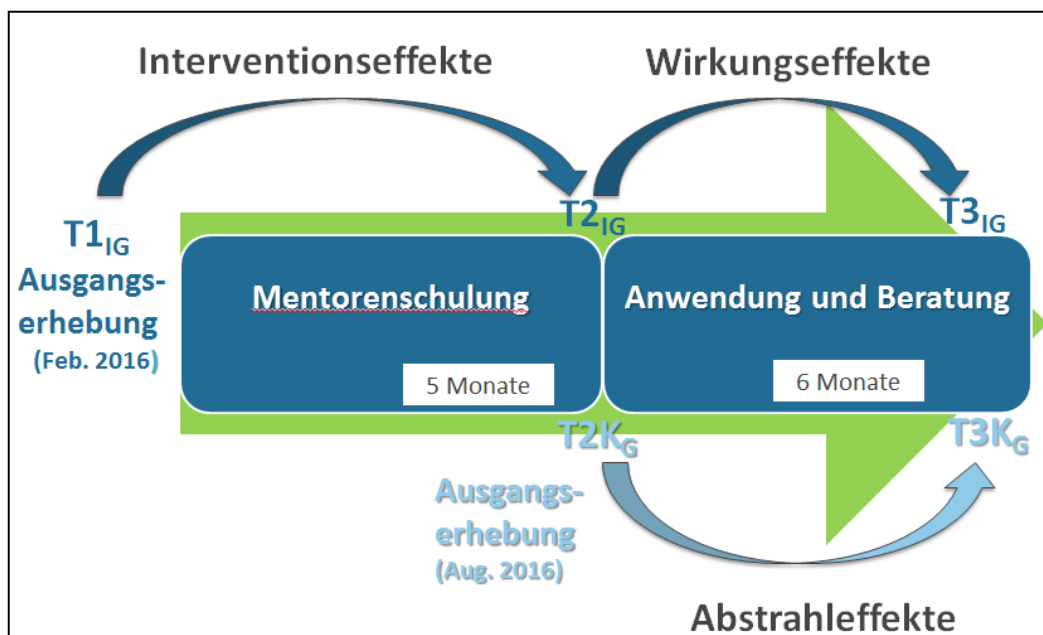 Interventionseffekte
Wirkungseffekte
T1IG
Ausgangs-
erhebung
(Feb. 2016)
T2IG
T3IG
Mentorenschulung
5 Monate
Anwendung und Beratung
6 Monate
T2KG
T3KG
Ausgangs-
erhebung
(Aug. 2016)
Abstrahleffekte